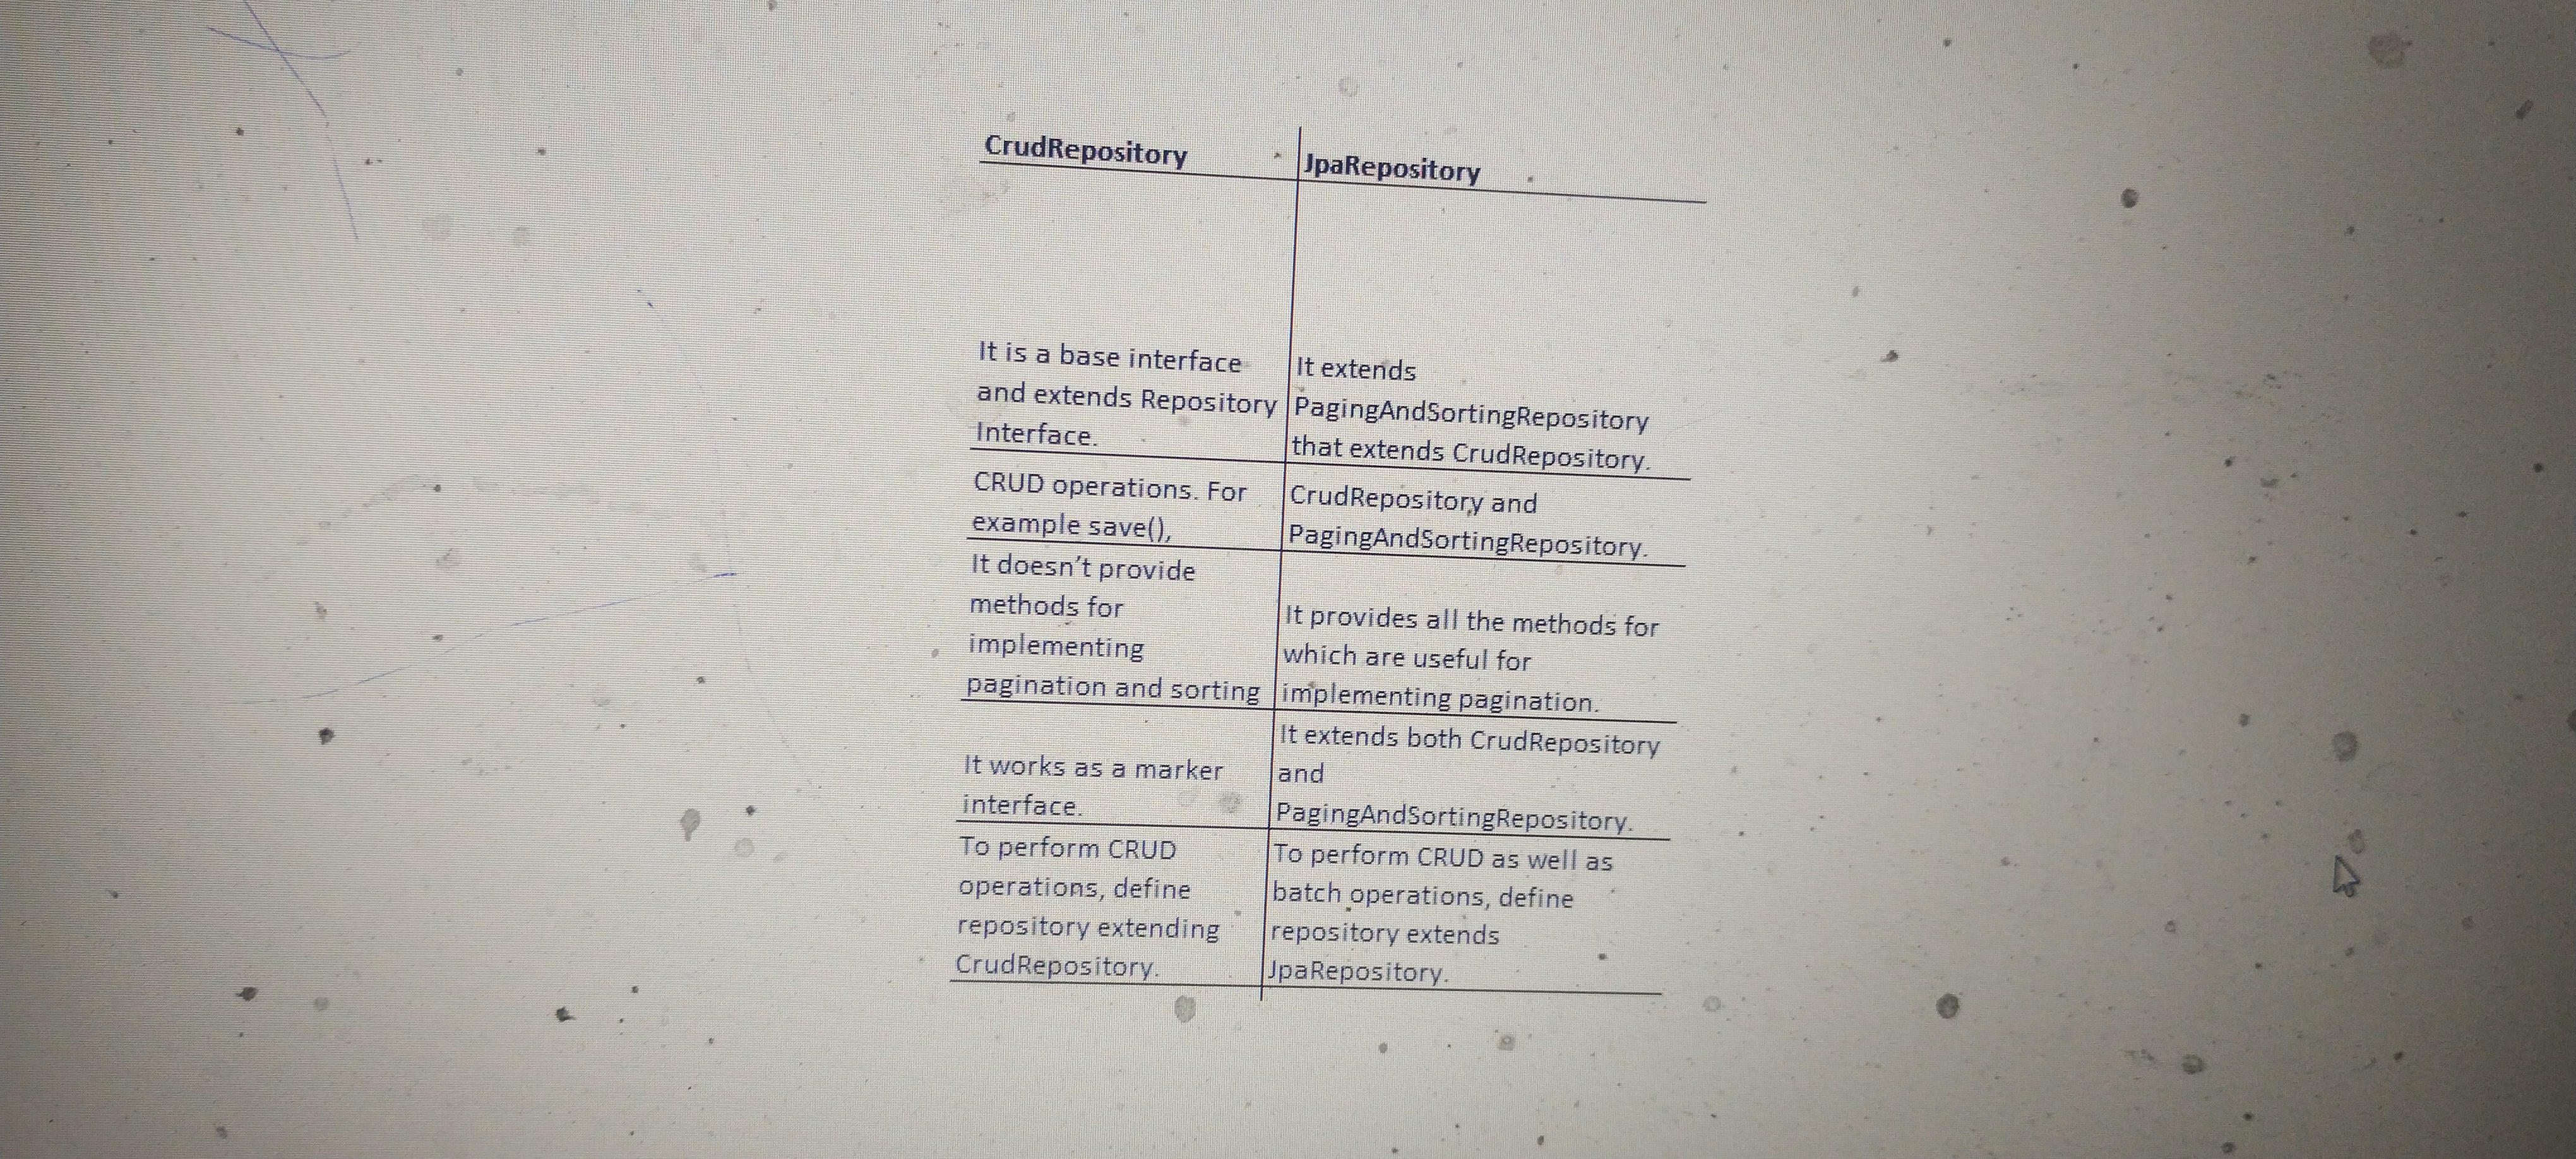 CrudRepository
JpaRepository
It is a base interface
and extends Repository
Interface.
It extends
PagingAndSortingRepository
that extends CrudRepository.
CRUD operations. For
example save(),
CrudRepository and
PagingAndSortingRepository.
It doesn’t provide
methods for
implementing
pagination and sorting
It provides all the methods for
which are useful for
implementing pagination.
It works as a marker
interface.
It extends both CrudRepository
and
PagingAndSortingRepository.
To perform CRUD
operations, define
repository extending
CrudRepository.
To perform CRUD as well as
batch operations, define
repository extends
JpaRepository.